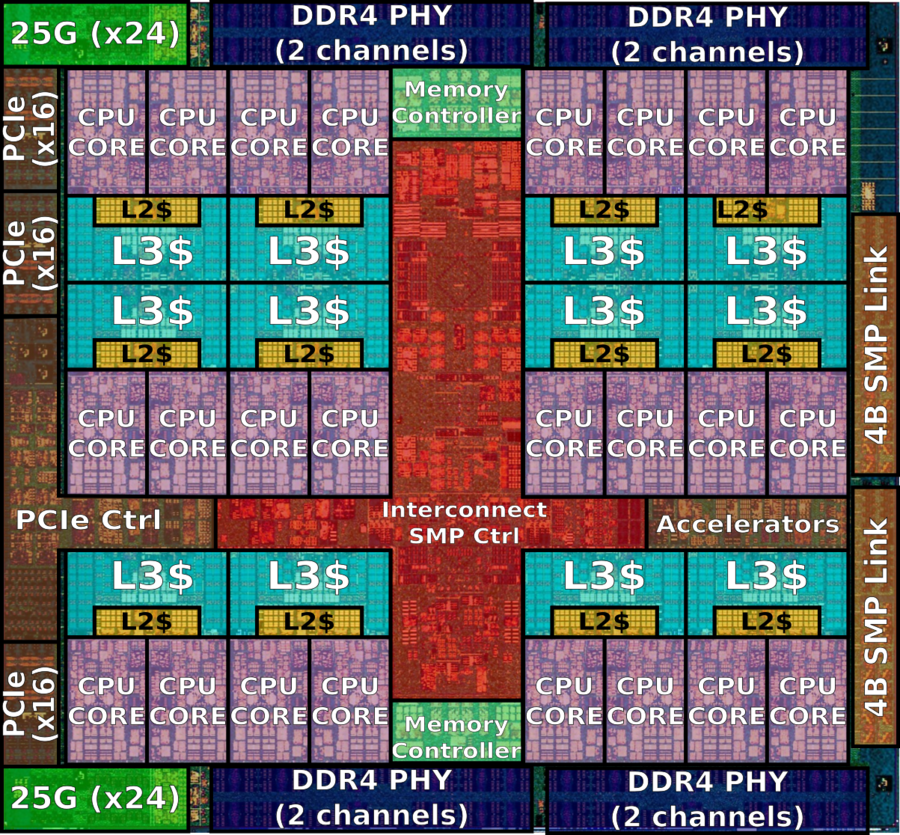 25G (x24)
DDR4 PHY
(2 channels)
DDR4 PHY
(2 channels)
PCIe
(x16)
CPU
CORE
CPU
CORE
CPU
CORE
CPU
CORE
Memory
Controller
CPU
CORE
CPU
CORE
CPU
CORE
CPU
CORE
PCIe
(x16)
L2$
L2$
L2$
L2$
L3$
L3$
L3$
L3$
L3$
L3$
L3$
L3$
L2$
L2$
L2$
L2$
4B SMP Link
CPU
CORE
CPU
CORE
CPU
CORE
CPU
CORE
CPU
CORE
CPU
CORE
CPU
CORE
CPU
CORE
PCIe Ctrl
Interconnect
SMP Ctrl
Accelerators
L3$
L3$
L3$
L3$
L2$
L2$
L2$
L2$
4B SMP Link
PCIe
(x16)
CPU
CORE
CPU
CORE
CPU
CORE
CPU
CORE
Memory
Controller
CPU
CORE
CPU
CORE
CPU
CORE
CPU
CORE
25G (x24)
DDR4 PHY
(2 channels)
DDR4 PHY
(2 channels)